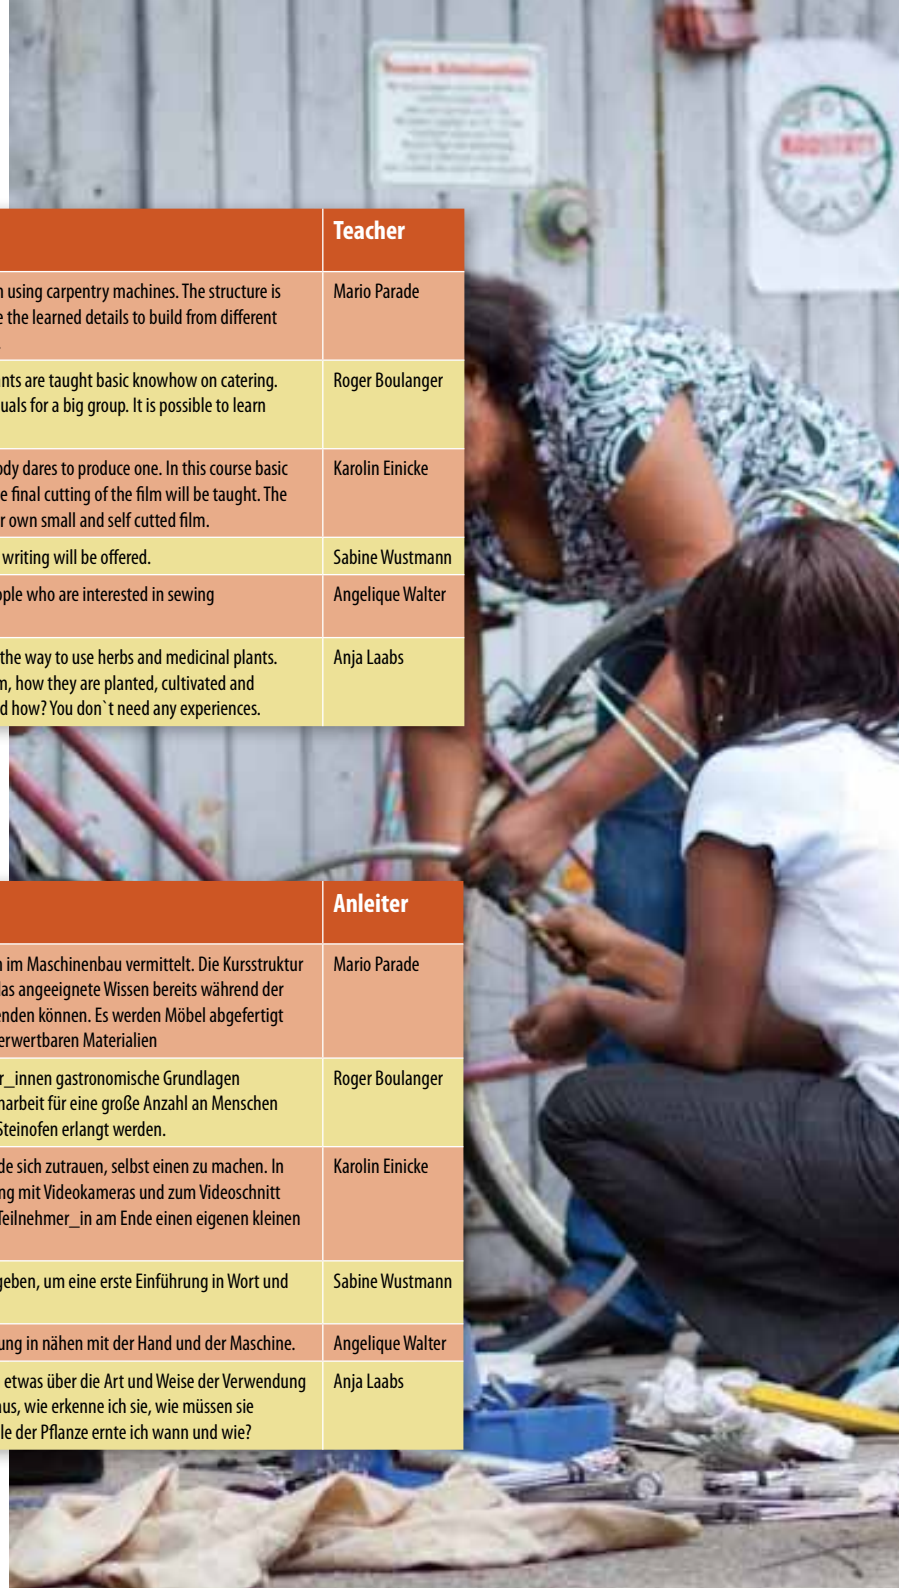 RADSTATT
Teacher
n using carpentry machines. The structure is
e the learned details to build from different
Mario Parade
nts are taught basic knowhow on catering.
uals for a big group. It is possible to learn
Roger Boulanger
ody dares to produce one. In this course basic
e final cutting of the film will be taught. The
r own small and self cutted film.
Karolin Einicke
writing will be offered.
Sabine Wustmann
ople who are interested in sewing
Angelique Walter
the way to use herbs and medicinal plants.
m, how they are planted, cultivated and
d how? You don`t need any experiences.
Anja Laabs
Anleiter
n im Maschinenbau vermittelt. Die Kursstruktur
las angeeignete Wissen bereits während der
enden können. Es werden Möbel abgefertigt
erwertbaren Materialien
Mario Parade
r_innen gastronomische Grundlagen
narbeit für eine große Anzahl an Menschen
Steinofen erlangt werden.
Roger Boulanger
de sich zutrauen, selbst einen zu machen. In
ng mit Videokameras und zum Videoschnitt
Teilnehmer_in am Ende einen eigenen kleinen
Karolin Einicke
geben, um eine erste Einführung in Wort und
Sabine Wustmann
ung in nähen mit der Hand und der Maschine.
Angelique Walter
etwas über die Art und Weise der Verwendung
aus, wie erkenne ich sie, wie müssen sie
le der Pflanze ernte ich wann und wie?
Anja Laabs